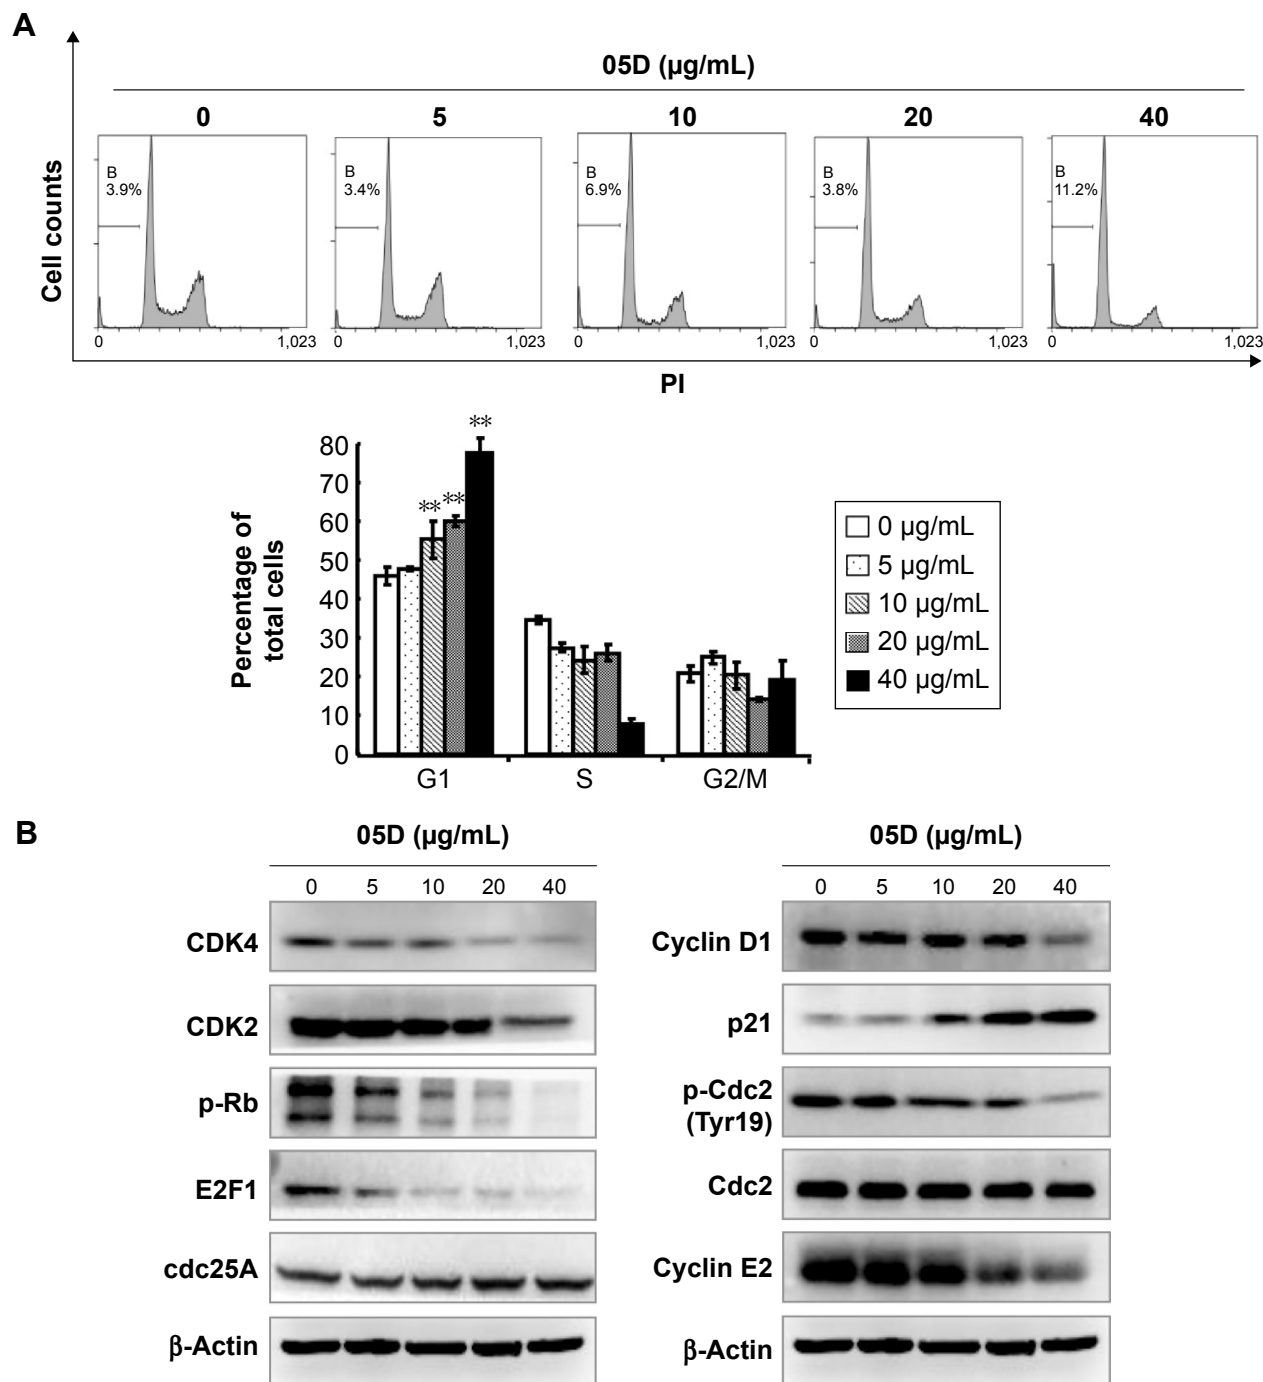 A
05D (µg/mL)
0 5 10 20 40
B
3.9%
B
3.4%
B
6.9%
B
3.8%
B
11.2%
Cell counts
0 1,023 0 1,023 0 1,023 0 1,023 0 1,023
PI
Percentage of
total cells
80
70
60
50
40
30
20
10
0
** ** **
G1 S G2/M
0 µg/mL
5 µg/mL
10 µg/mL
20 µg/mL
40 µg/mL
B
05D (µg/mL)
0 5 10 20 40
CDK4
CDK2
p-Rb
E2F1
cdc25A
β-Actin
05D (µg/mL)
0 5 10 20 40
Cyclin D1
p21
p-Cdc2
(Tyr19)
Cdc2
Cyclin E2
β-Actin